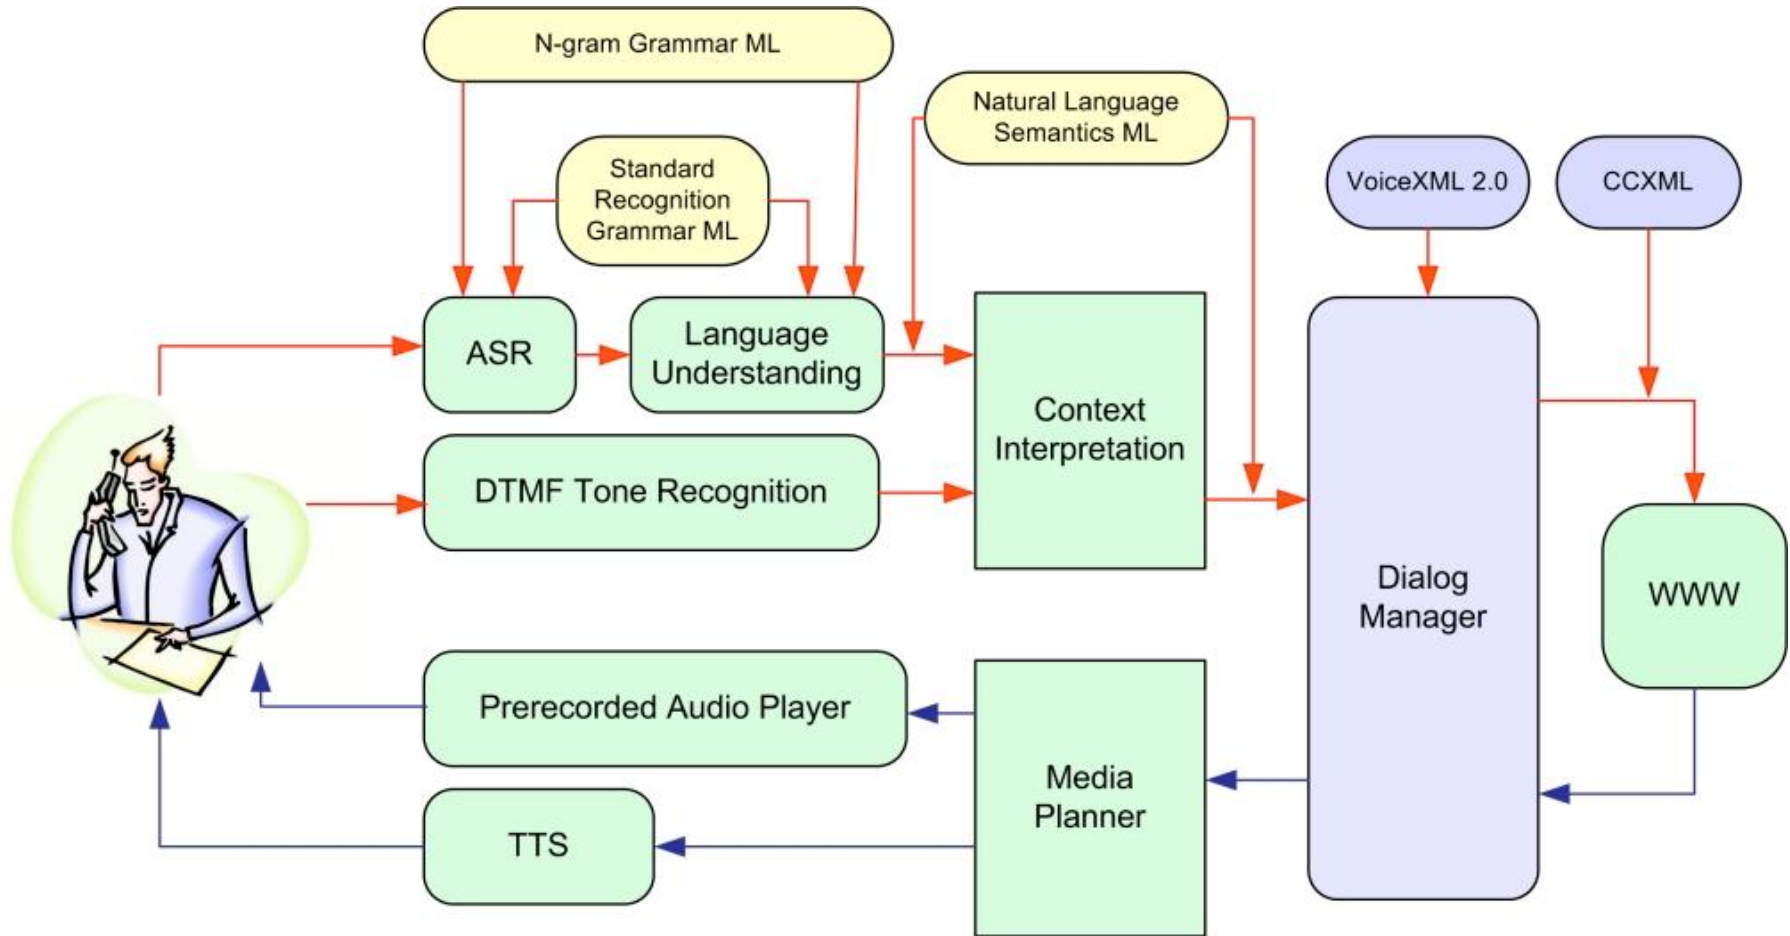 N-gram Grammar ML
Natural Language
Semantics ML
Standard
Recognition
Grammar ML
VoiceXML 2.0
CCXML
ASR
Language
Understanding
Context
Interpretation
DTMF Tone Recognition
Dialog
Manager
WWW
Prerecorded Audio Player
Media
Planner
TTS